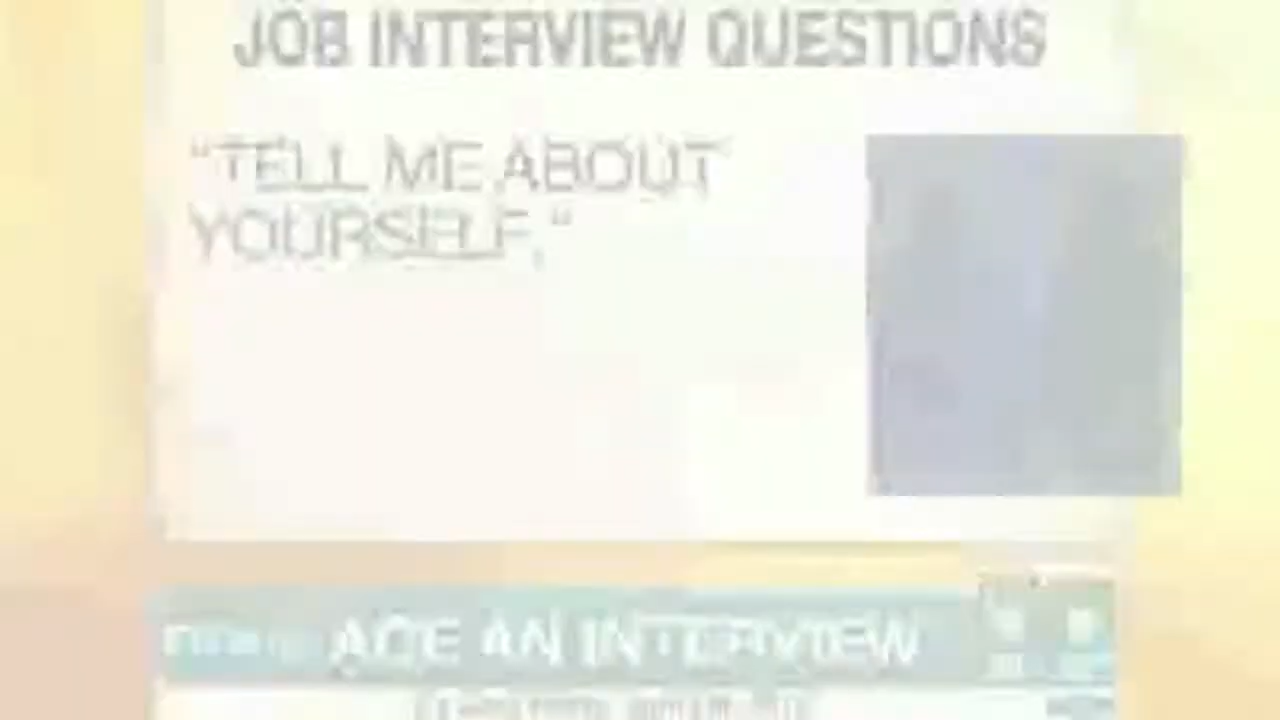 JOB INTERVIEW QUESTIONS
"TELL ME ABOUT
YOURSELF."
ACE AN INTERVIEW